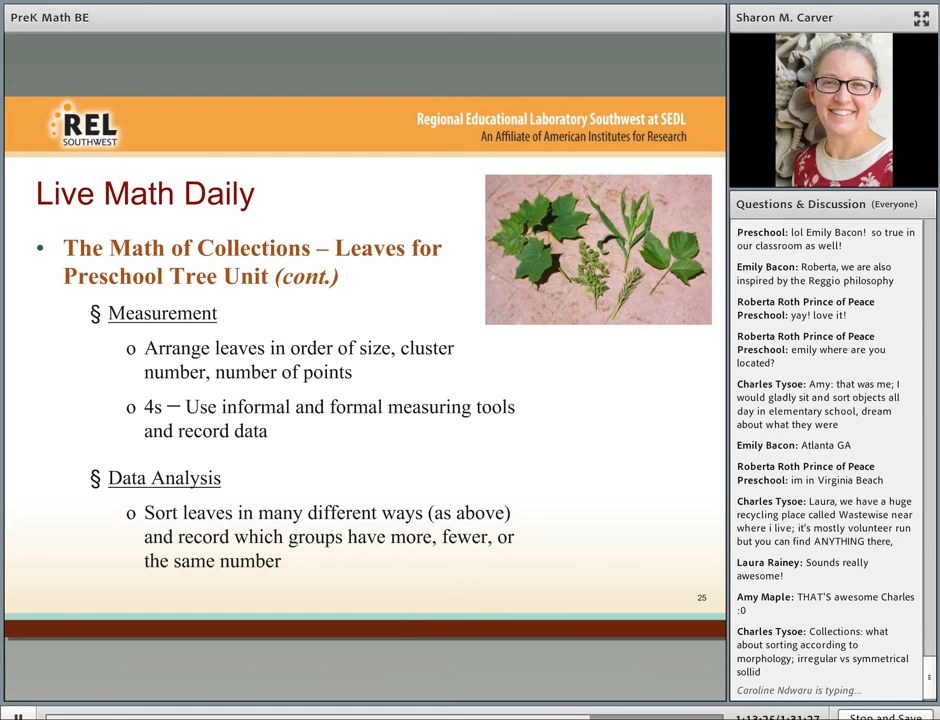 PreK Math BE
Sharon M. Carver
REL
SOUTHWEST
Regional Educational Laboratory Southwest at SEDL
An Affiliate of American Institutes for Research
Live Math Daily
• The Math of Collections – Leaves for
Preschool Tree Unit (cont.)
§ Measurement
o Arrange leaves in order of size, cluster
number, number of points
o 4s – Use informal and formal measuring tools
and record data
§ Data Analysis
o Sort leaves in many different ways (as above)
and record which groups have more, fewer, or
the same number
25
Questions & Discussion (Everyone)
Preschool: lol Emily Bacon! so true in
our classroom as well!
Emily Bacon: Roberta, we are also
inspired by the Reggio philosophy
Roberta Roth Prince of Peace
Preschool: yay! love it!
Roberta Roth Prince of Peace
Preschool: emily where are you
located?
Charles Tysoe: Amy: that was me; I
would gladly sit and sort objects all
day in elementary school, dream
about what they were
Emily Bacon: Atlanta GA
Roberta Roth Prince of Peace
Preschool: im in Virginia Beach
Charles Tysoe: Laura, we have a huge
recycling place called Wastewise near
where i live; it's mostly volunteer run
but you can find ANYTHING there,
Laura Rainey: Sounds really
awesome!
Amy Maple: THAT'S awesome Charles
:0
Charles Tysoe: Collections: what
about sorting according to
morphology; irregular vs symmetrical
sollid
Caroline Ndwaru is typing...
1:13:26/1:31:27
Stop and Save